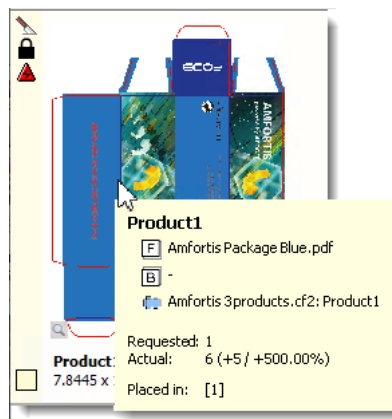 eco
AMFORTIS
Product1
F Amfortis Package Blue.pdf
B -
Amfortis 3products.cf2: Product1
Requested: 1
Actual: 6 (+5 / +500.00%)
Placed in: [1]
Product
7.8445 x